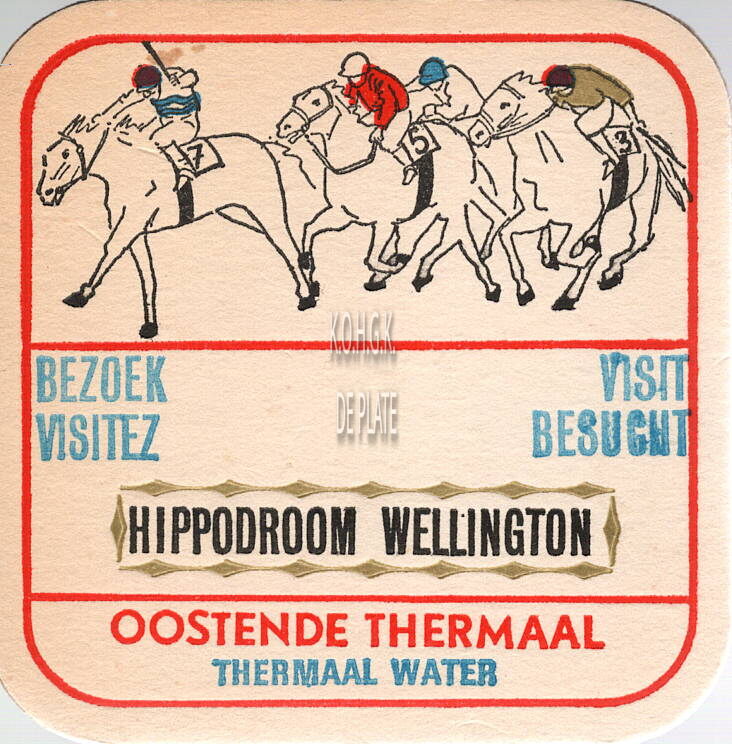 7
5
3
K.O.H.G.K.
DE PLATE
BEZOEK VISIT
VISITEZ BESUCHT
HIPPODROOM WELLINGTON
OOSTENDE THERMAAL
THERMAAL WATER